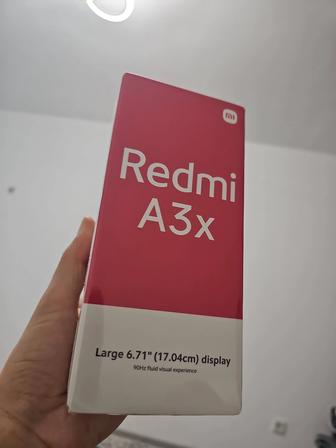 mi
Redmi
A3x
Large 6.71" (17.04cm) display
90Hz fluid visual experience